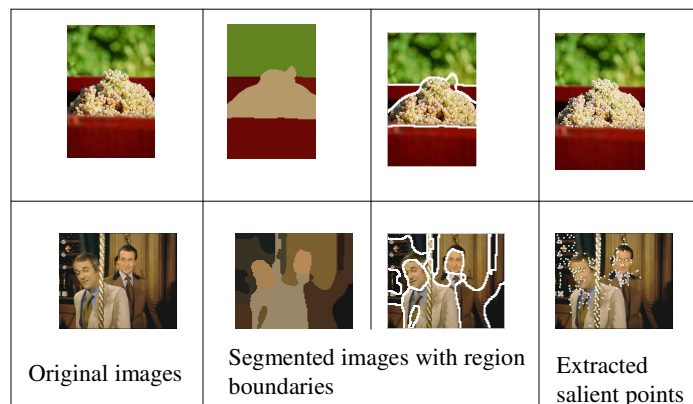 Original images
Segmented images with region
boundaries
Extracted
salient points